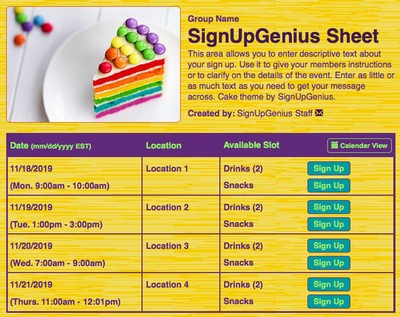 Group Name
SignUpGenius Sheet
This area allows you to enter descriptive text about
your sign up. Use it to give your members instructions
or to clarify on the details of the event. Enter as little or
as much text as you need to get your message
across. Cake theme by SignUpGenius.
Created by: SignUpGenius Staff
Date (mm/dd/yyyy EST) Location Available Slot Calendar View
11/18/2019 Location 1 Drinks (2) Sign Up
(Mon. 9:00am - 10:00am) Snacks Sign Up
11/19/2019 Location 2 Drinks (2) Sign Up
(Tue. 1:00pm - 3:00pm) Snacks Sign Up
11/20/2019 Location 3 Drinks (2) Sign Up
(Wed. 7:00am - 9:00am) Snacks Sign Up
11/21/2019 Location 4 Drinks (2) Sign Up
(Thurs. 11:00am - 12:01pm) Snacks Sign Up